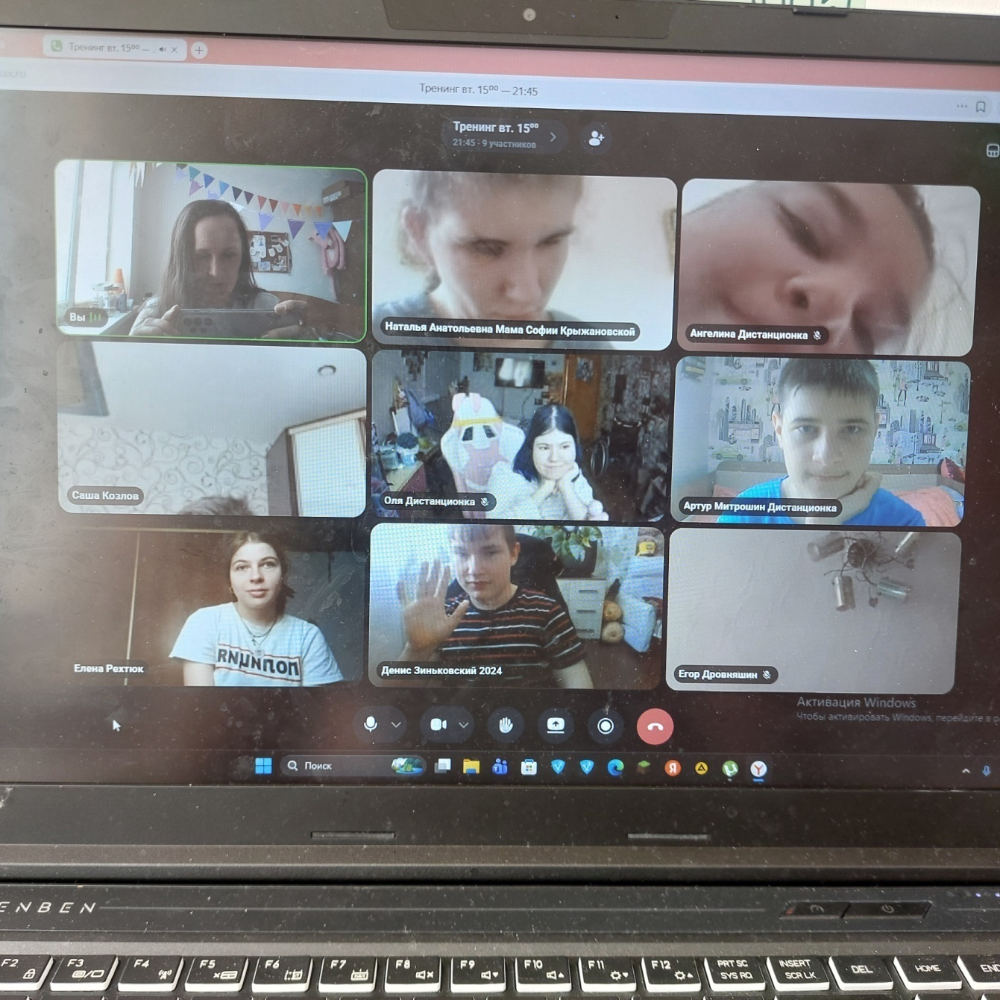 Тренинг вт. 15⁰⁰ — ..
ax.ru
Тренинг вт. 15⁰⁰ — 21:45
Тренинг вт. 15⁰⁰
21:45 · 9 участников
Вы
Наталья Анатольевна Мама Софии Крыжановской
Ангелина Дистанционка
Саша Козлов
Оля Дистанционка
Артур Митрошин Дистанционка
Елена Рехтюк
Денис Зиньковский 2024
Егор Дровняшин
Активация Windows
Чтобы активировать Windows, перейдите в
Поиск
ENBEN
F2
F3
F4
F5
F6
F7
F8
F9
F10
F11
F12
PRT SC
SYS RQ
INSERT
SCR LK
DEL
HOME
END